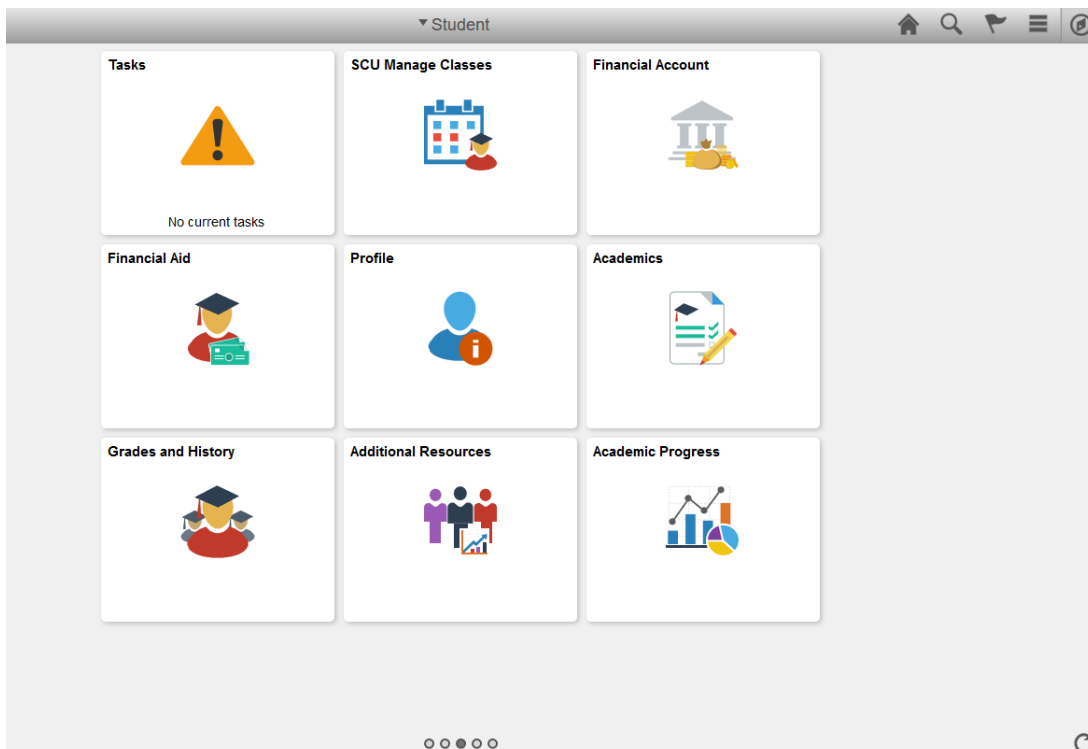 Student
Tasks
SCU Manage Classes
Financial Account
No current tasks
Financial Aid
Profile
Academics
Grades and History
Additional Resources
Academic Progress